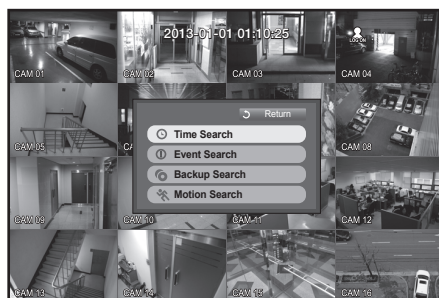 2013-01-01 01:10:25
LOG ON
CAM 01
CAM 02
CAM 03
CAM 04
Return
Time Search
Event Search
Backup Search
Motion Search
CAM 05
CAM 08
CAM 09
CAM 10
CAM 11
CAM 12
CAM 13
CAM 14
CAM 15
CAM 16